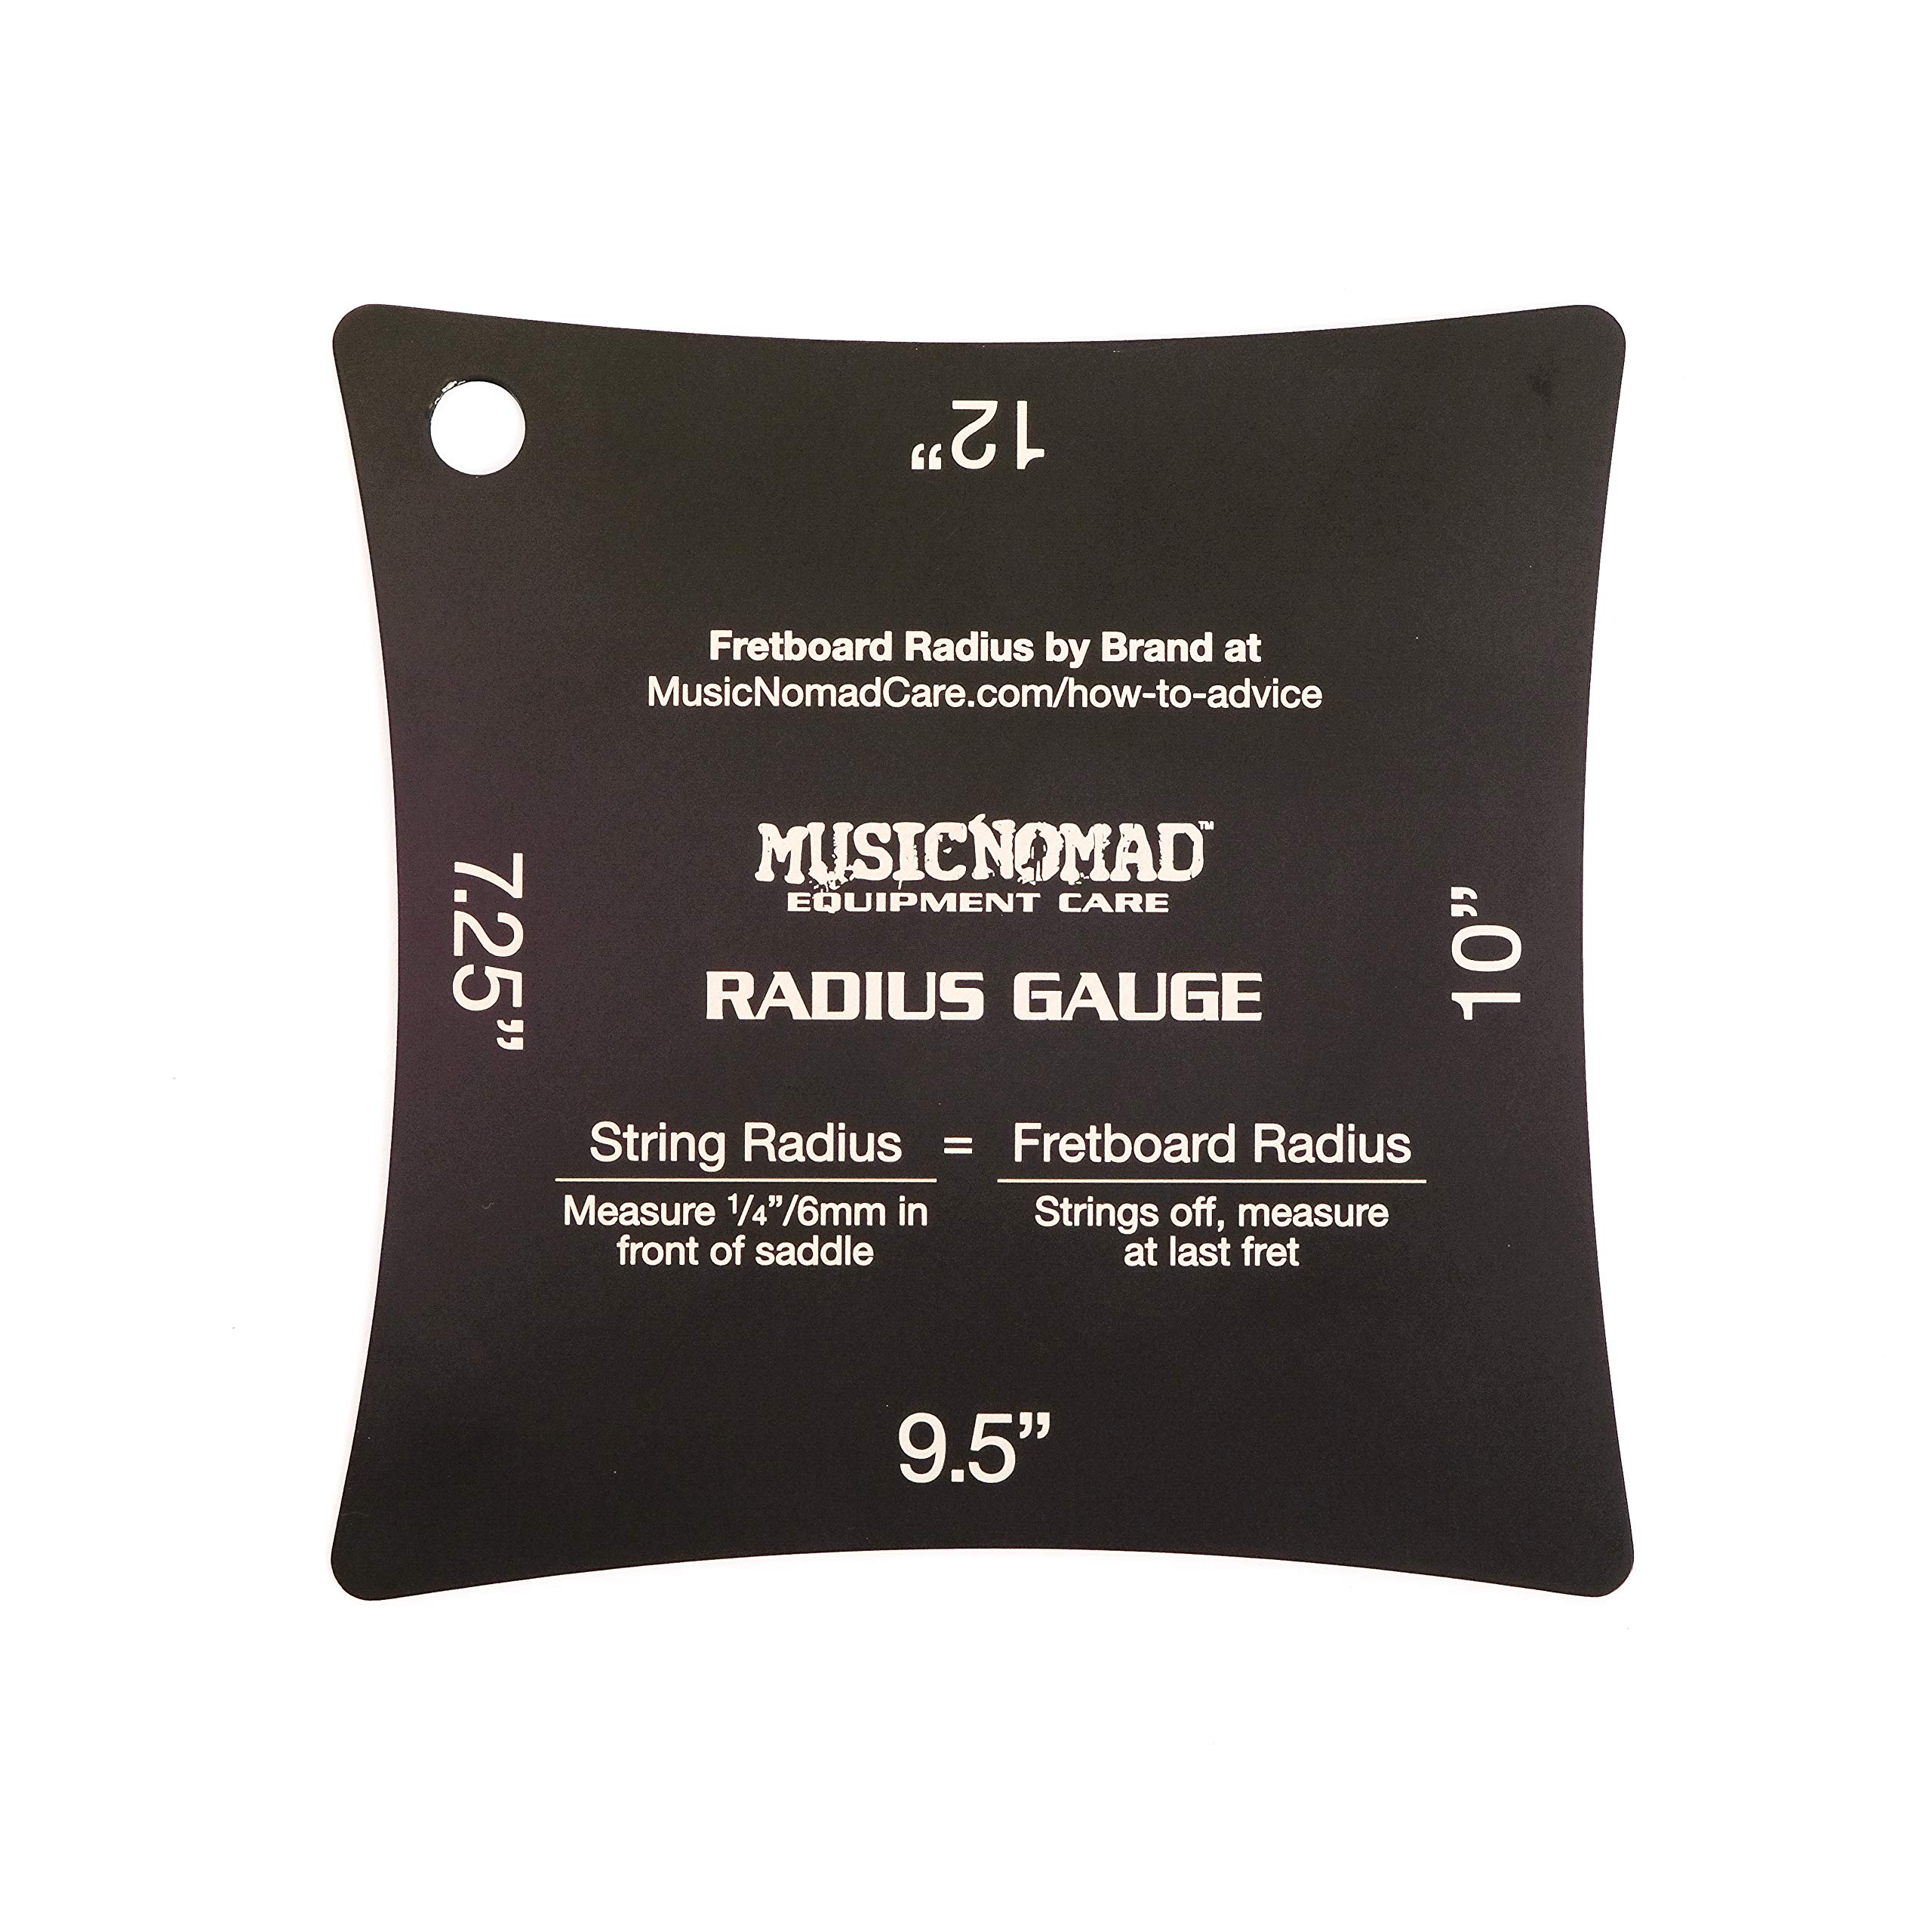 12”
Fretboard Radius by Brand at
MusicNomadCare.com/how-to-advice
MUSICNOMAD™
EQUIPMENT CARE
7.25”
10”
RADIUS GAUGE
String Radius = Fretboard Radius
Measure ¼”/6mm in
front of saddle
Strings off, measure
at last fret
9.5”